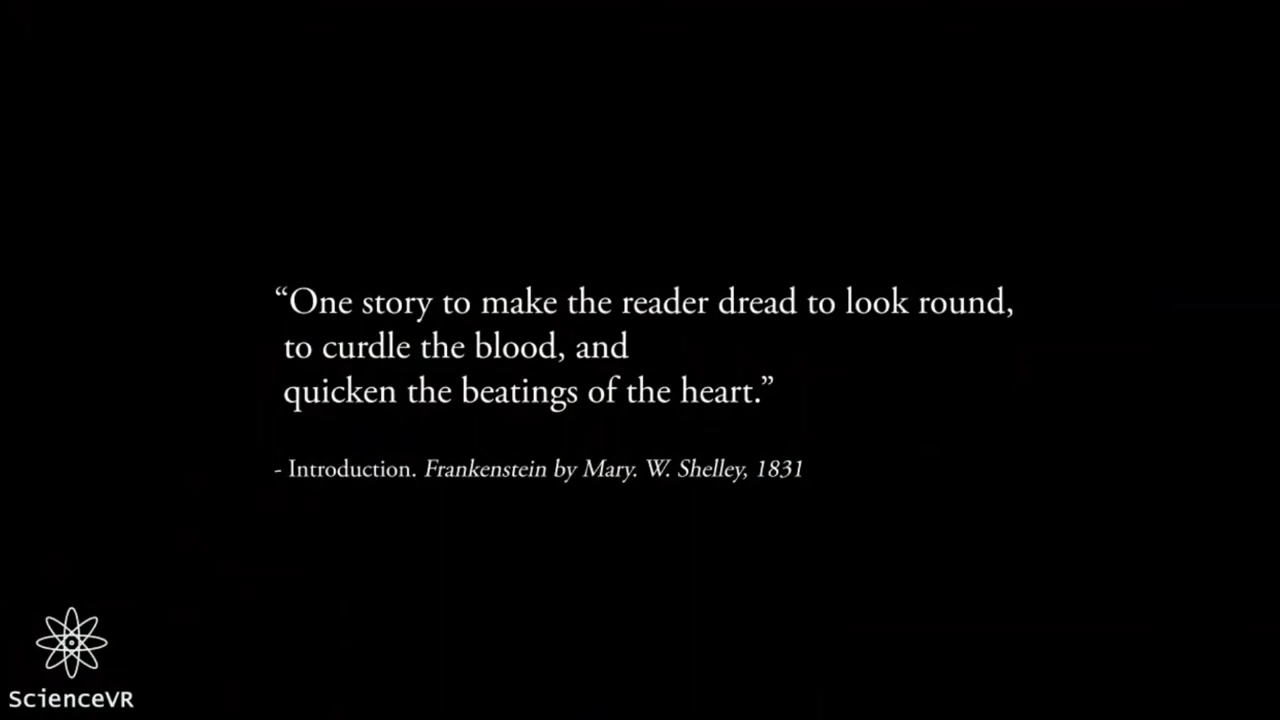 “One story to make the reader dread to look round,
to curdle the blood, and
quicken the beatings of the heart.”
- Introduction. Frankenstein by Mary. W. Shelley, 1831
ScienceVR